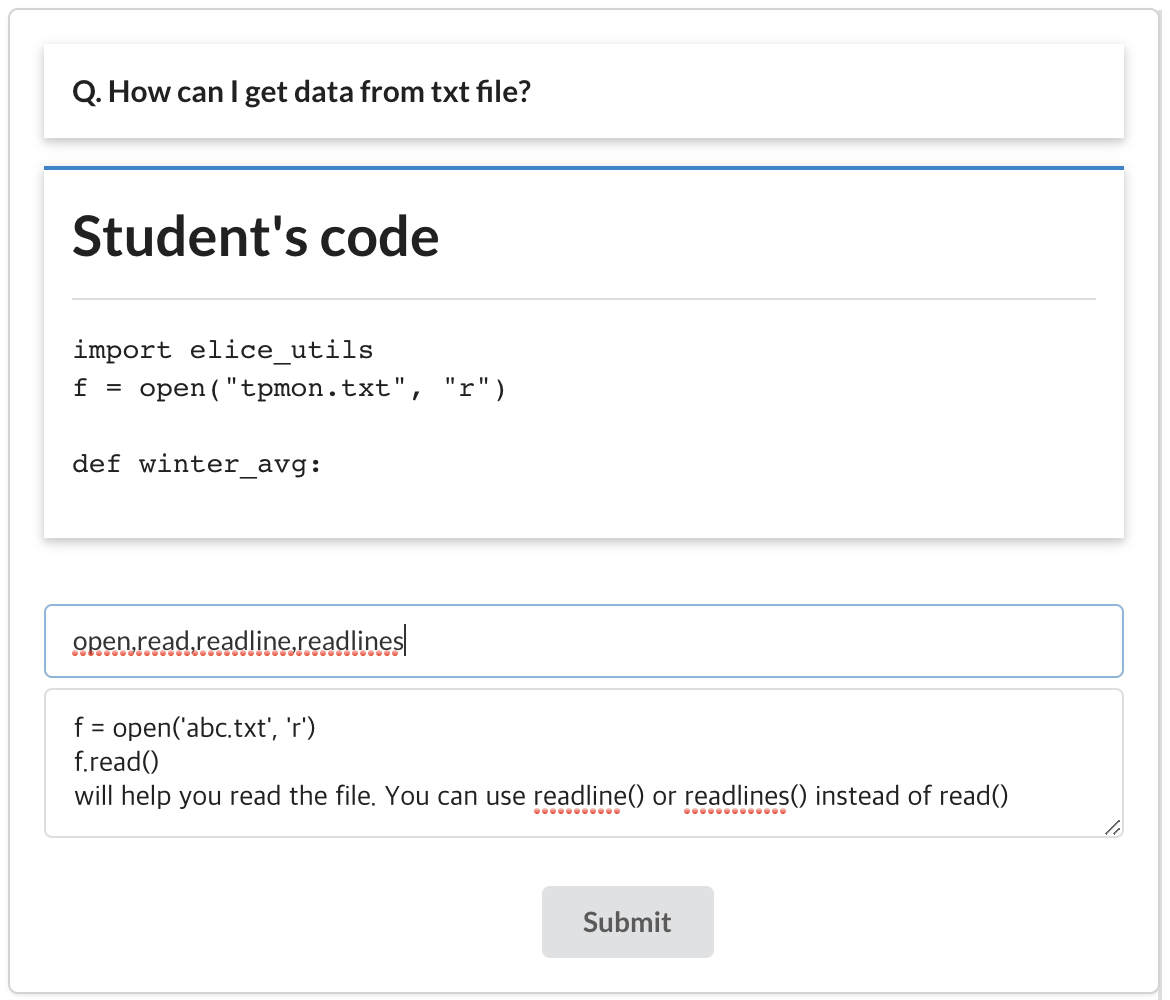 Q. How can I get data from txt file?
Student's code
import elice_utils
f = open("tpmon.txt", "r")
def winter_avg:
open,read,readline,readlines
f = open('abc.txt', 'r')
f.read()
will help you read the file. You can use readline() or readlines() instead of read()
Submit